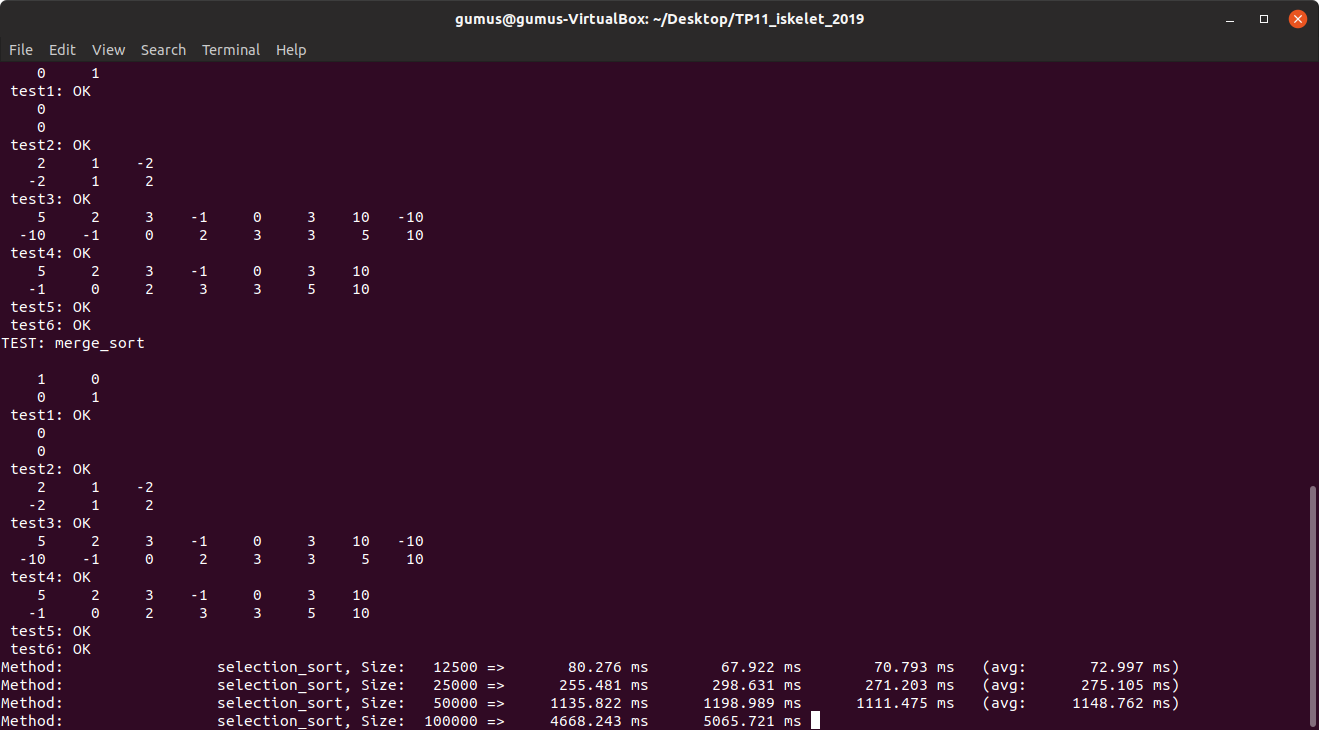 gumus@gumus-VirtualBox: ~/Desktop/TP11_iskelet_2019
File Edit View Search Terminal Help
0 1
test1: OK
0
0
test2: OK
2 1 -2
-2 1 2
test3: OK
5 2 3 -1 0 3 10 -10
-10 -1 0 2 3 3 5 10
test4: OK
5 2 3 -1 0 3 10
-1 0 2 3 3 5 10
test5: OK
test6: OK
TEST: merge_sort
1 0
0 1
test1: OK
0
0
test2: OK
2 1 -2
-2 1 2
test3: OK
5 2 3 -1 0 3 10 -10
-10 -1 0 2 3 3 5 10
test4: OK
5 2 3 -1 0 3 10
-1 0 2 3 3 5 10
test5: OK
test6: OK
Method: selection_sort, Size: 12500 => 80.276 ms 67.922 ms 70.793 ms (avg: 72.997 ms)
Method: selection_sort, Size: 25000 => 255.481 ms 298.631 ms 271.203 ms (avg: 275.105 ms)
Method: selection_sort, Size: 50000 => 1135.822 ms 1198.989 ms 1111.475 ms (avg: 1148.762 ms)
Method: selection_sort, Size: 100000 => 4668.243 ms 5065.721 ms